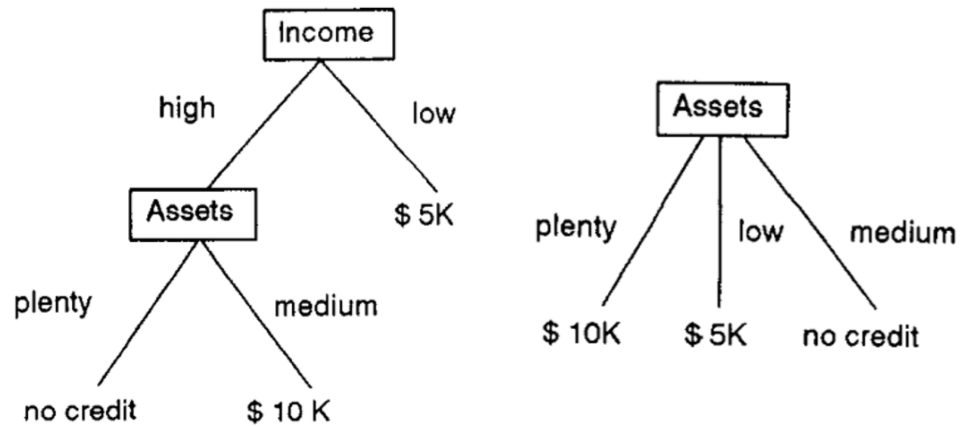 Income
high
low
Assets
$ 5K
plenty
medium
no credit
$ 10 K
Assets
plenty
low
medium
$ 10K
$ 5K
no credit